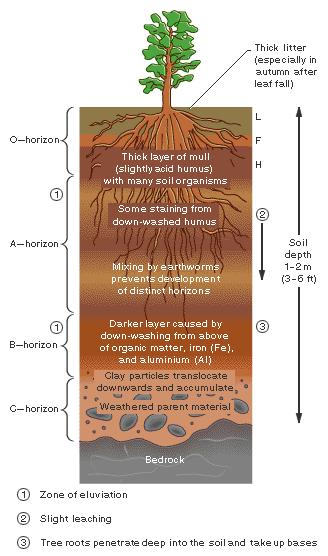 Thick litter
(especially in
autumn after
leaf fall)
L
F
H
O–horizon
Thick layer of mull
(slightly acid humus)
with many soil organisms
1
Some staining from
down-washed humus
2
A–horizon
Soil
depth
1–2 m
(3–6 ft)
Mixing by earthworms
prevents development
of distinct horizons
1
B–horizon
Darker layer caused by
down-washing from above
of organic matter, iron (Fe),
and aluminium (Al)
3
Clay particles translocate
downwards and accumulate
C–horizon
Weathered parent material
Bedrock
1 Zone of eluviation
2 Slight leaching
3 Tree roots penetrate deep into the soil and take up bases